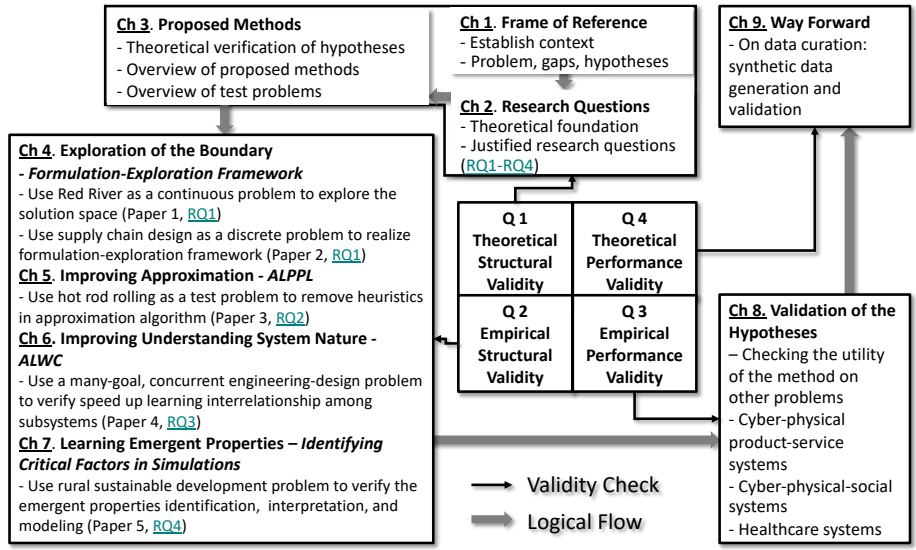 Ch 3. Proposed Methods
- Theoretical verification of hypotheses
- Overview of proposed methods
- Overview of test problems
Ch 1. Frame of Reference
- Establish context
- Problem, gaps, hypotheses
Ch 2. Research Questions
- Theoretical foundation
- Justified research questions
(RQ1-RQ4)
Ch 9. Way Forward
- On data curation:
synthetic data
generation and
validation
Ch 4. Exploration of the Boundary
- Formulation-Exploration Framework
- Use Red River as a continuous problem to explore the
solution space (Paper 1, RQ1)
- Use supply chain design as a discrete problem to realize
formulation-exploration framework (Paper 2, RQ1)
Ch 5. Improving Approximation - ALPPL
- Use hot rod rolling as a test problem to remove heuristics
in approximation algorithm (Paper 3, RQ2)
Ch 6. Improving Understanding System Nature -
ALWC
- Use a many-goal, concurrent engineering-design problem
to verify speed up learning interrelationship among
subsystems (Paper 4, RQ3)
Ch 7. Learning Emergent Properties – Identifying
Critical Factors in Simulations
- Use rural sustainable development problem to verify the
emergent properties identification, interpretation, and
modeling (Paper 5, RQ4)
Q 1
Theoretical
Structural
Validity
Q 4
Theoretical
Performance
Validity
Q 2
Empirical
Structural
Validity
Q 3
Empirical
Performance
Validity
Ch 8. Validation of the
Hypotheses
– Checking the utility
of the method on
other problems
- Cyber-physical
product-service
systems
- Cyber-physical-social
systems
- Healthcare systems
Validity Check
Logical Flow